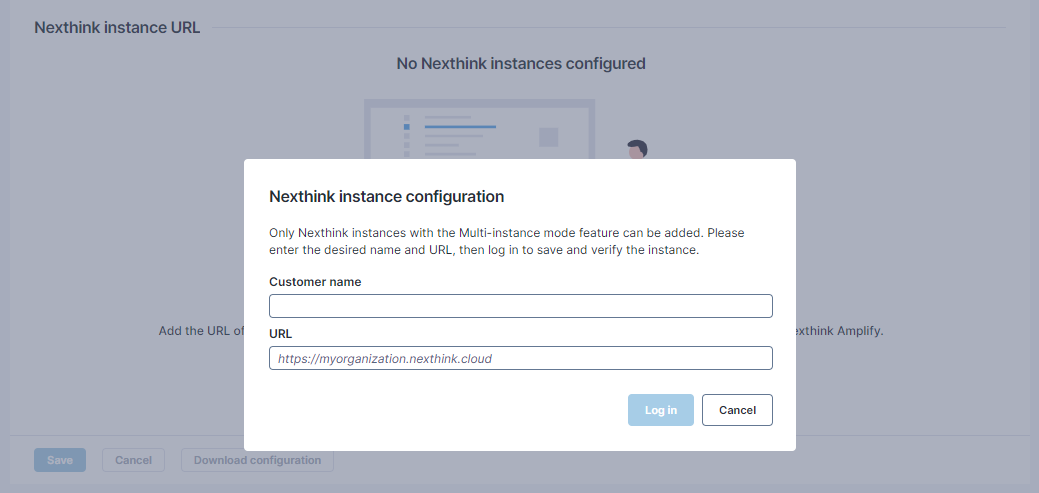 Nexthink instance URL
No Nexthink instances configured
Nexthink instance configuration
Only Nexthink instances with the Multi-instance mode feature can be added. Please
enter the desired name and URL, then log in to save and verify the instance.
Customer name
Add the URL of
URL
exthink Amplify.
https://myorganization.nexthink.cloud
Log in
Cancel
Save
Cancel
Download configuration